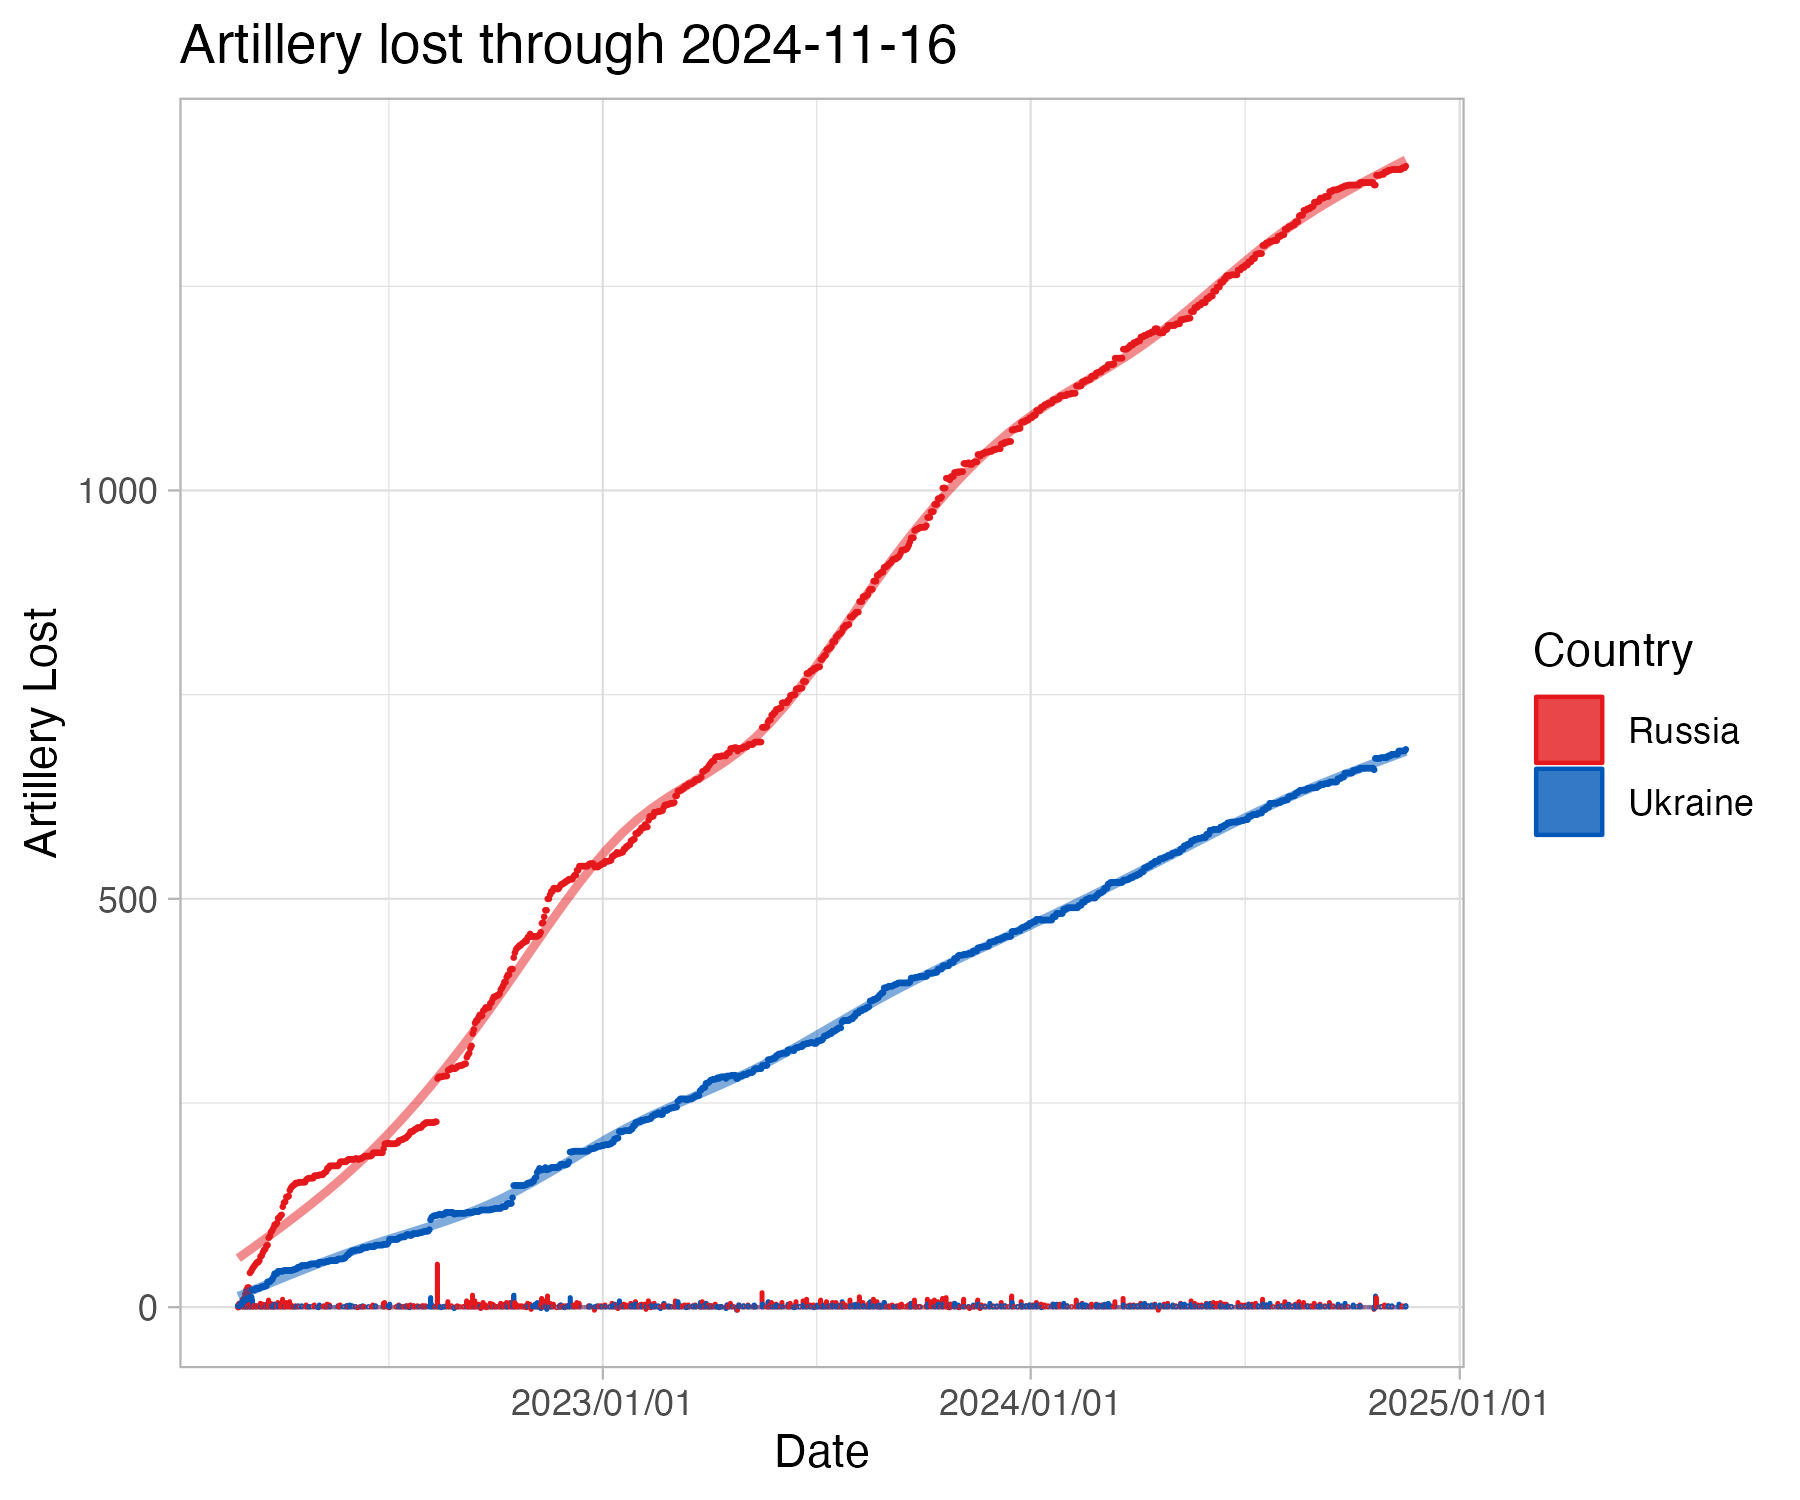 Artillery lost through 2024-11-16
Artillery Lost
1000
500
0
2023/01/01
2024/01/01
2025/01/01
Date
Country
Russia
Ukraine